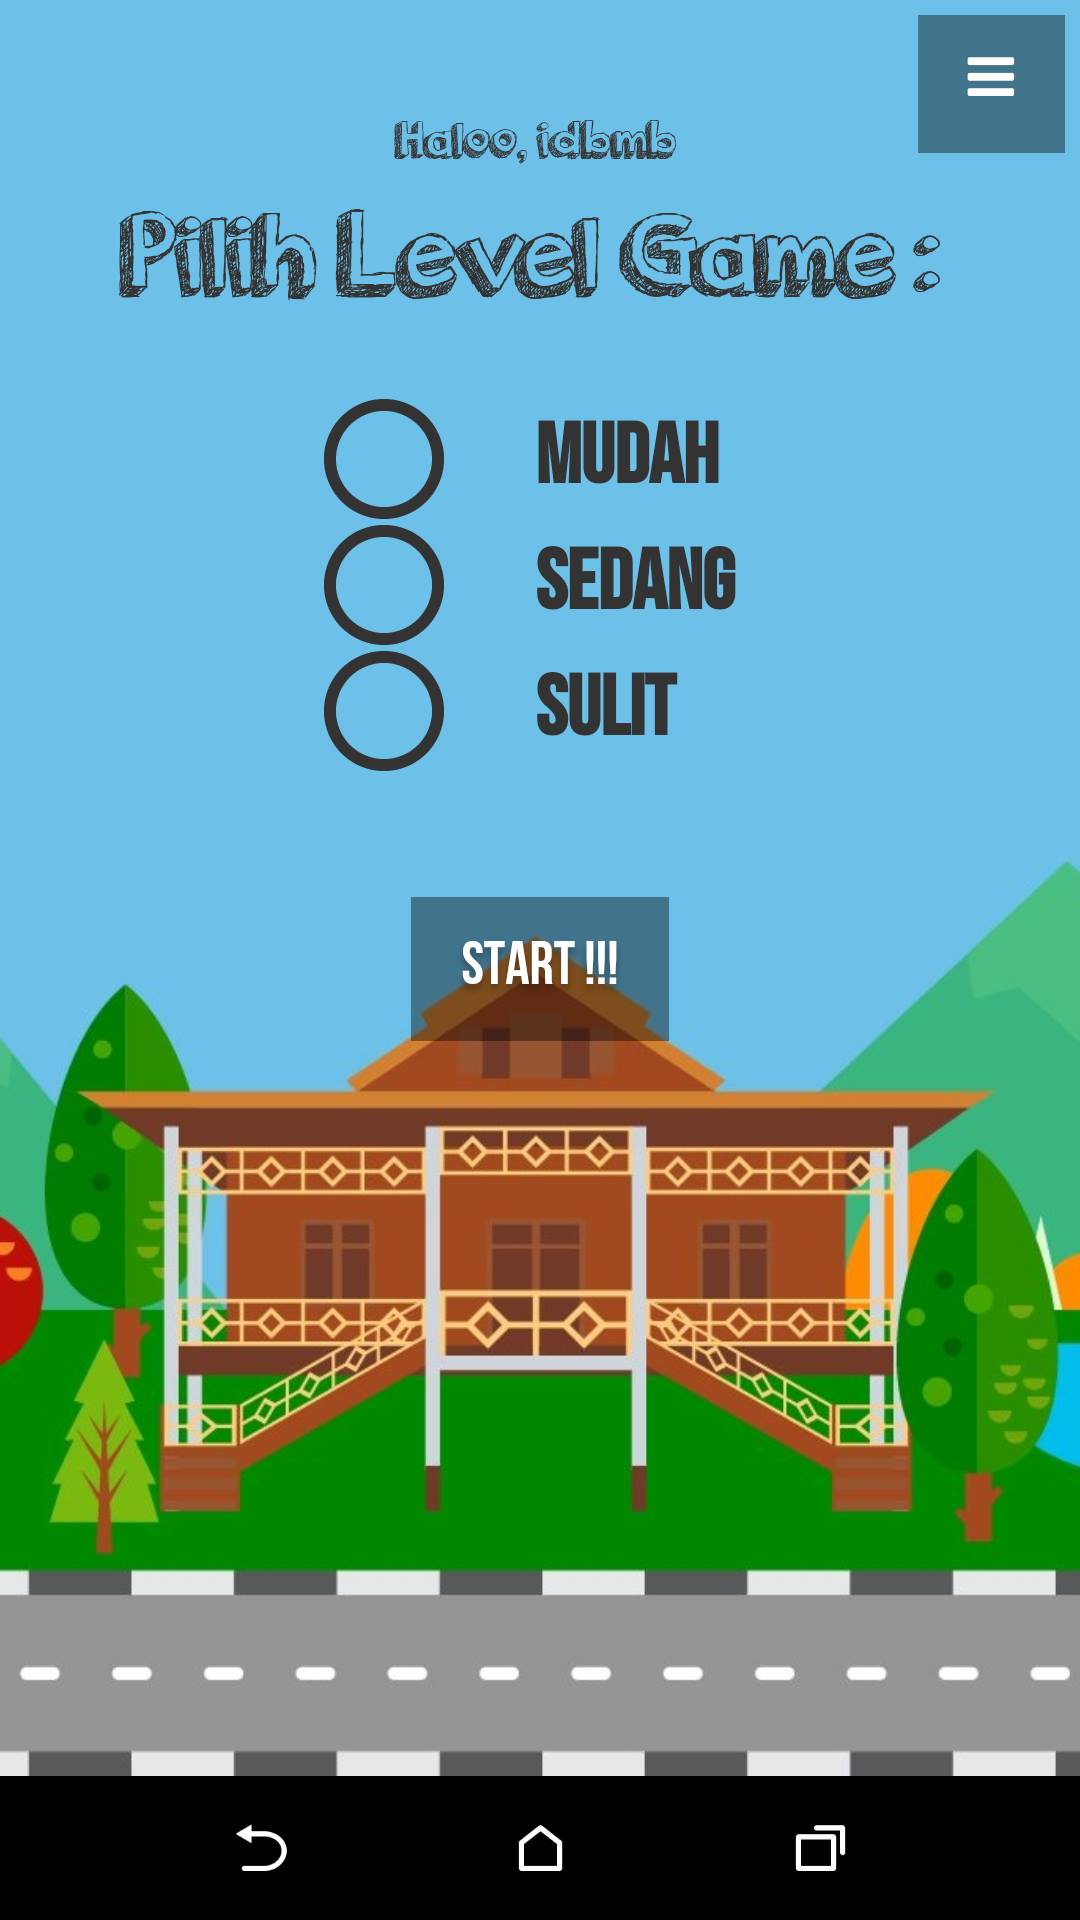 Haloo, idbmb
Pilih Level Game :
MUDAH
SEDANG
SULIT
START !!!